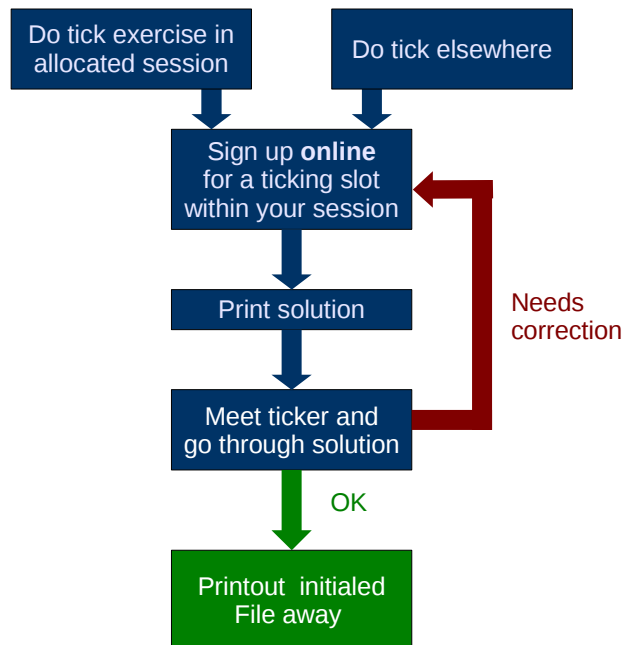 Do tick exercise in
allocated session
Do tick elsewhere
Sign up online
for a ticking slot
within your session
Print solution
Needs
correction
Meet ticker and
go through solution
OK
Printout initialed
File away